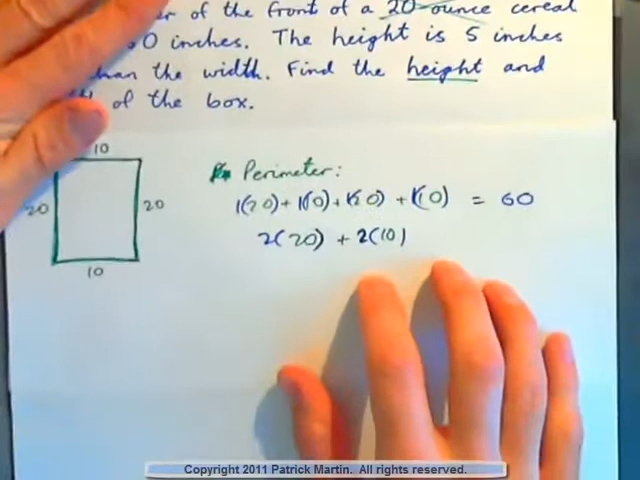 of the front of a 20 ounce cereal
0 inches. The height is 5 inches
than the width. Find the height and
of the box.
10
20
20
10
Perimeter:
1(20) + 1(10) + 1(20) + 1(10) = 60
2(20) + 2(10)
Copyright 2011 Patrick Martin. All rights reserved.